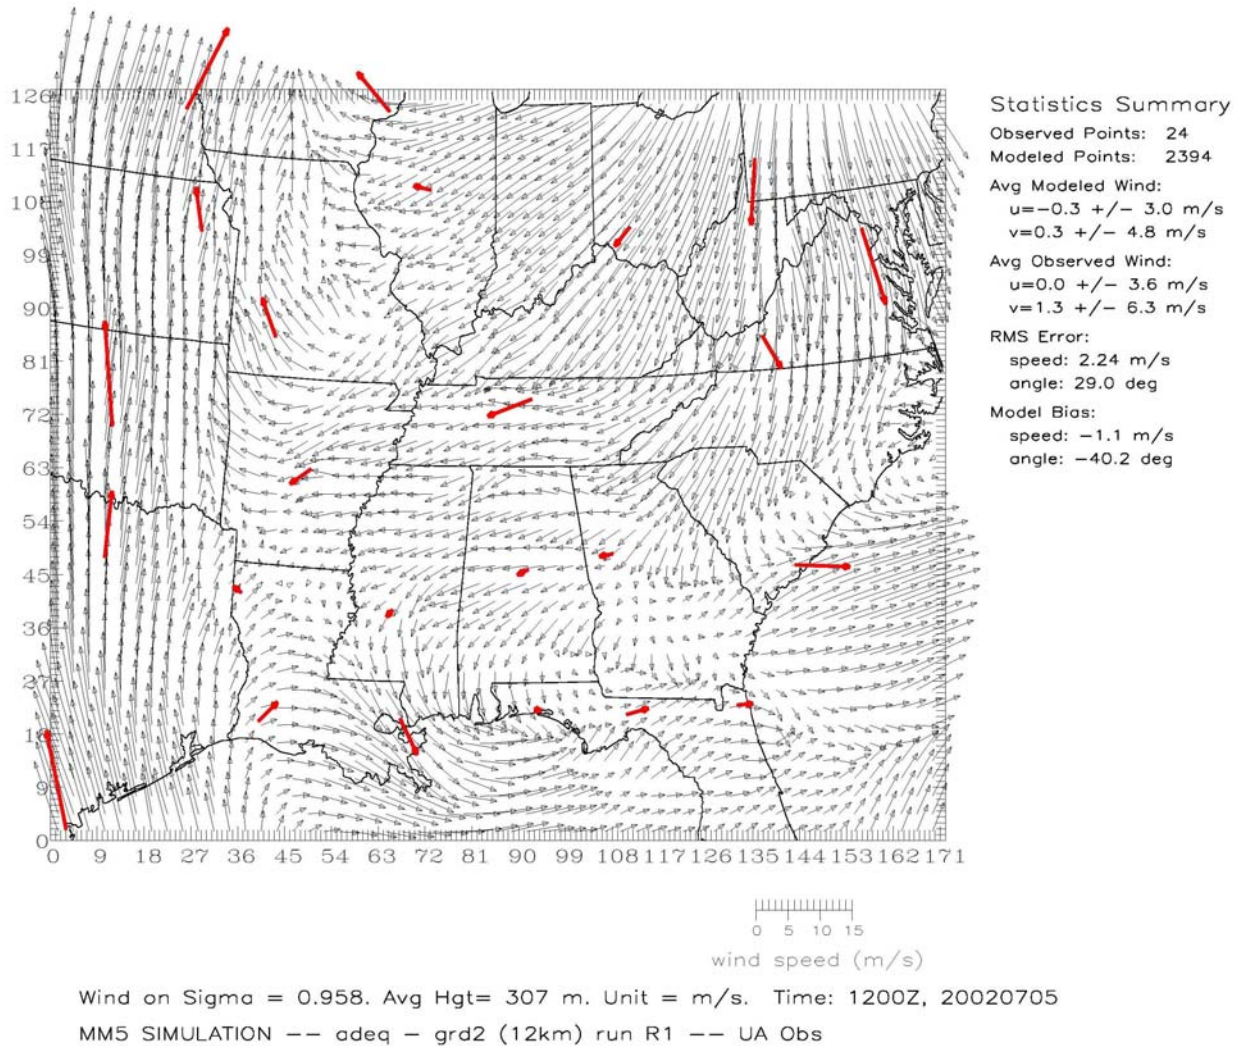 126
117
108
99
90
81
72
63
54
45
36
27
18
9
0
0 9 18 27 36 45 54 63 72 81 90 99 108 117 126 135 144 153 162 171
Statistics Summary
Observed Points: 24
Modeled Points: 2394
Avg Modeled Wind:
u=-0.3 +/- 3.0 m/s
v=0.3 +/- 4.8 m/s
Avg Observed Wind:
u=0.0 +/- 3.6 m/s
v=1.3 +/- 6.3 m/s
RMS Error:
speed: 2.24 m/s
angle: 29.0 deg
Model Bias:
speed: -1.1 m/s
angle: -40.2 deg
0 5 10 15
wind speed (m/s)
Wind on Sigma = 0.958. Avg Hgt= 307 m. Unit = m/s. Time: 1200Z, 20020705
MM5 SIMULATION -- adeq - grd2 (12km) run R1 -- UA Obs